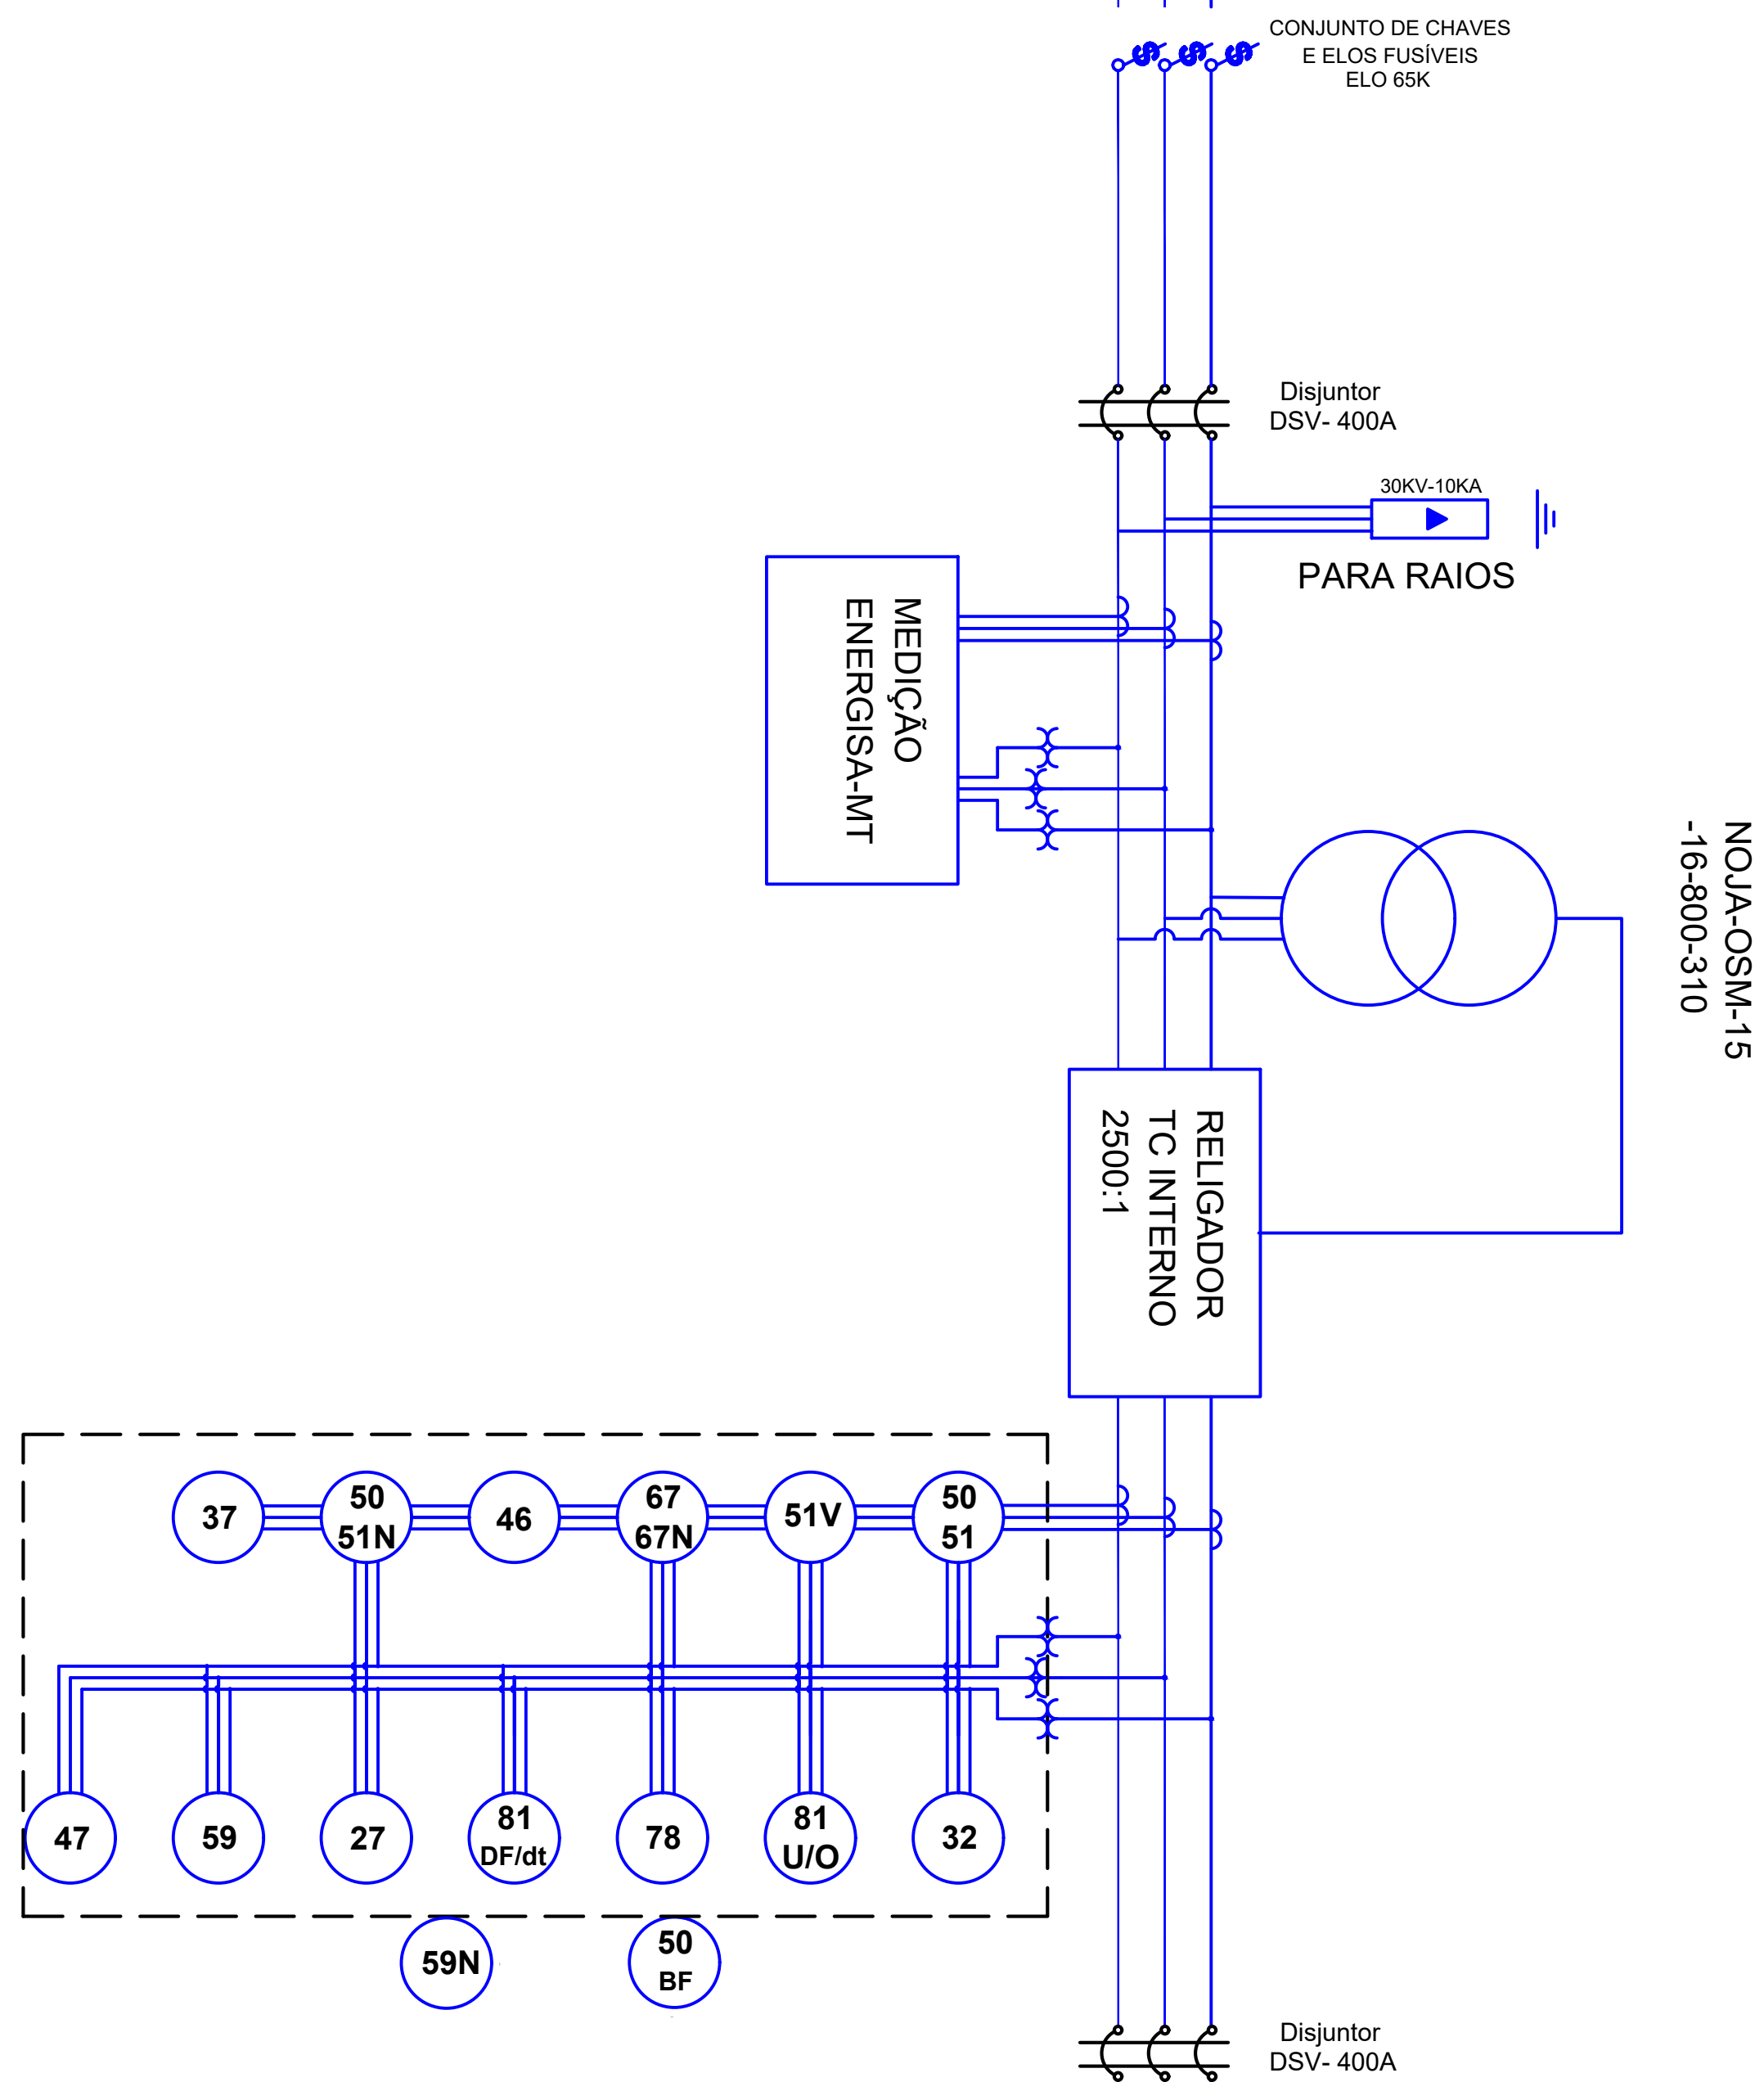 CONJUNTO DE CHAVES
E ELOS FUSÍVEIS
ELO 65K
Disjuntor
DSV- 400A
30KV-10KA
PARA RAIOS
MEDIÇÃO
ENERGISA-MT
NOJA-OSM-15
-16-800-310
RELIGADOR
TC INTERNO
2500:1
37
50
51N
46
67
67N
51V
50
51
47
59
27
81
DF/dt
78
81
U/O
32
59N
50
BF
Disjuntor
DSV- 400A